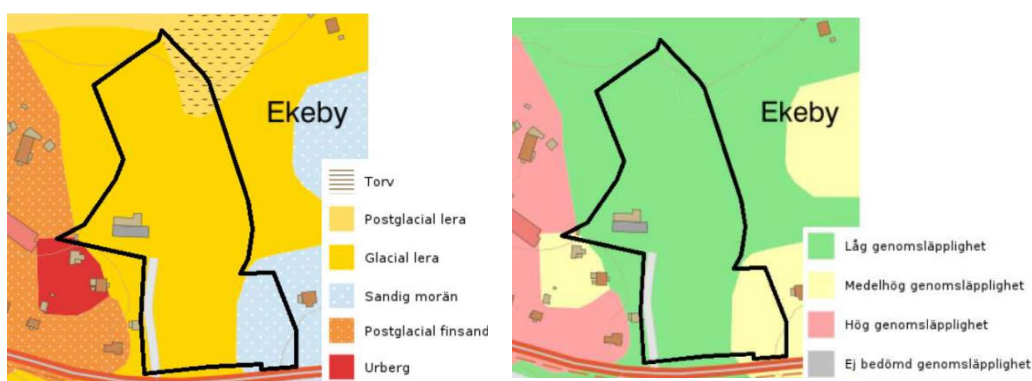 Ekeby
Torv
Postglacial lera
Glacial lera
Sandig morän
Postglacial finsand
Urberg
Ekeby
Låg genomsläpplighet
Medelhög genomsläpplighet
Hög genomsläpplighet
Ej bedömd genomsläpplighet